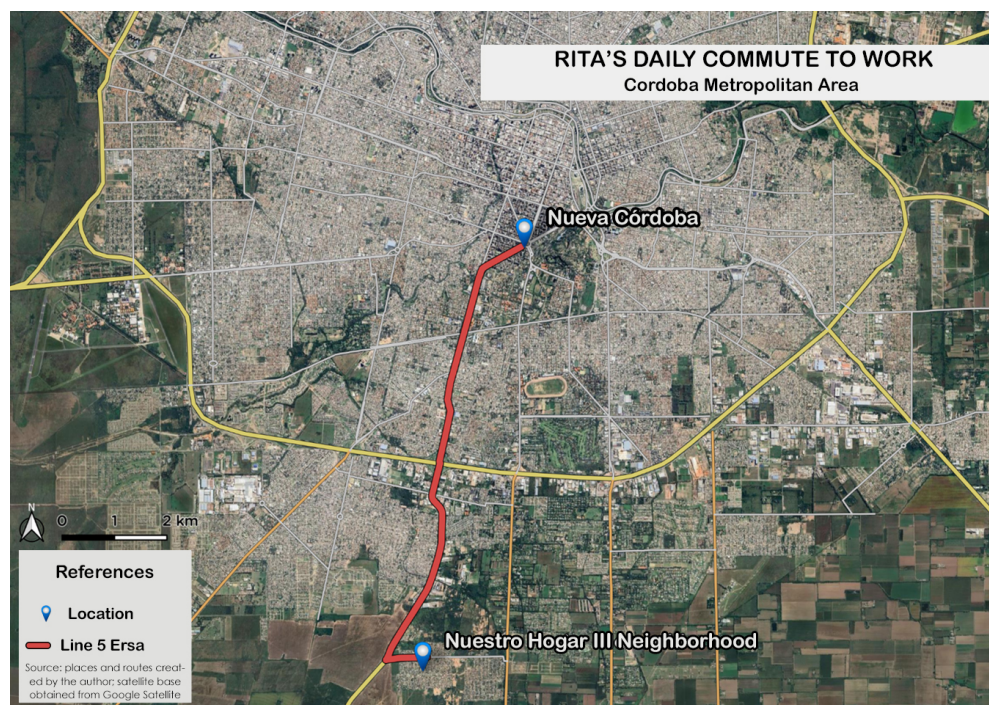 RITA'S DAILY COMMUTE TO WORK
Cordoba Metropolitan Area
Nueva Córdoba
Nuestro Hogar III Neighborhood
N
0 1 2 km
References
Location
Line 5 Ersa
Source: places and routes creat-
ed by the author; satellite base
obtained from Google Satellite